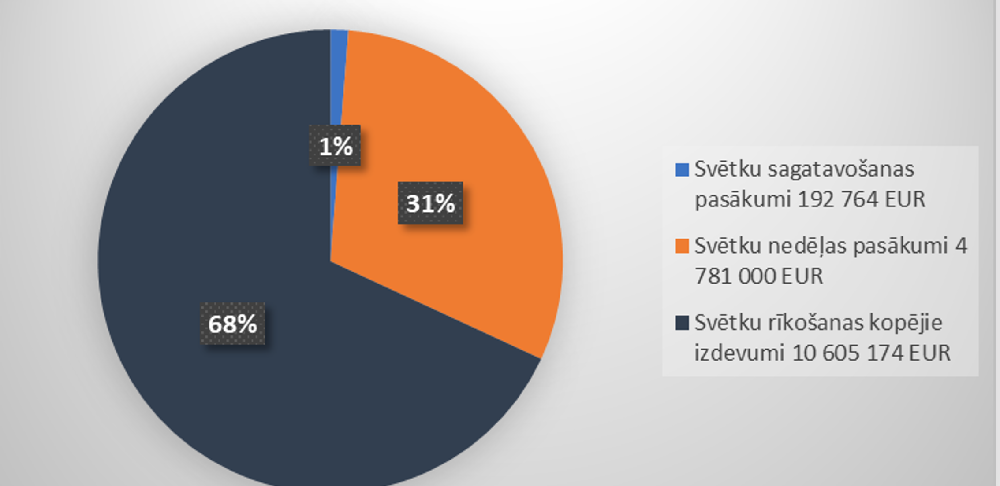 1%
31%
68%
Svētku sagatavošanas
pasākumi 192 764 EUR
Svētku nedēļas pasākumi 4
781 000 EUR
Svētku rīkošanas kopējie
izdevumi 10 605 174 EUR